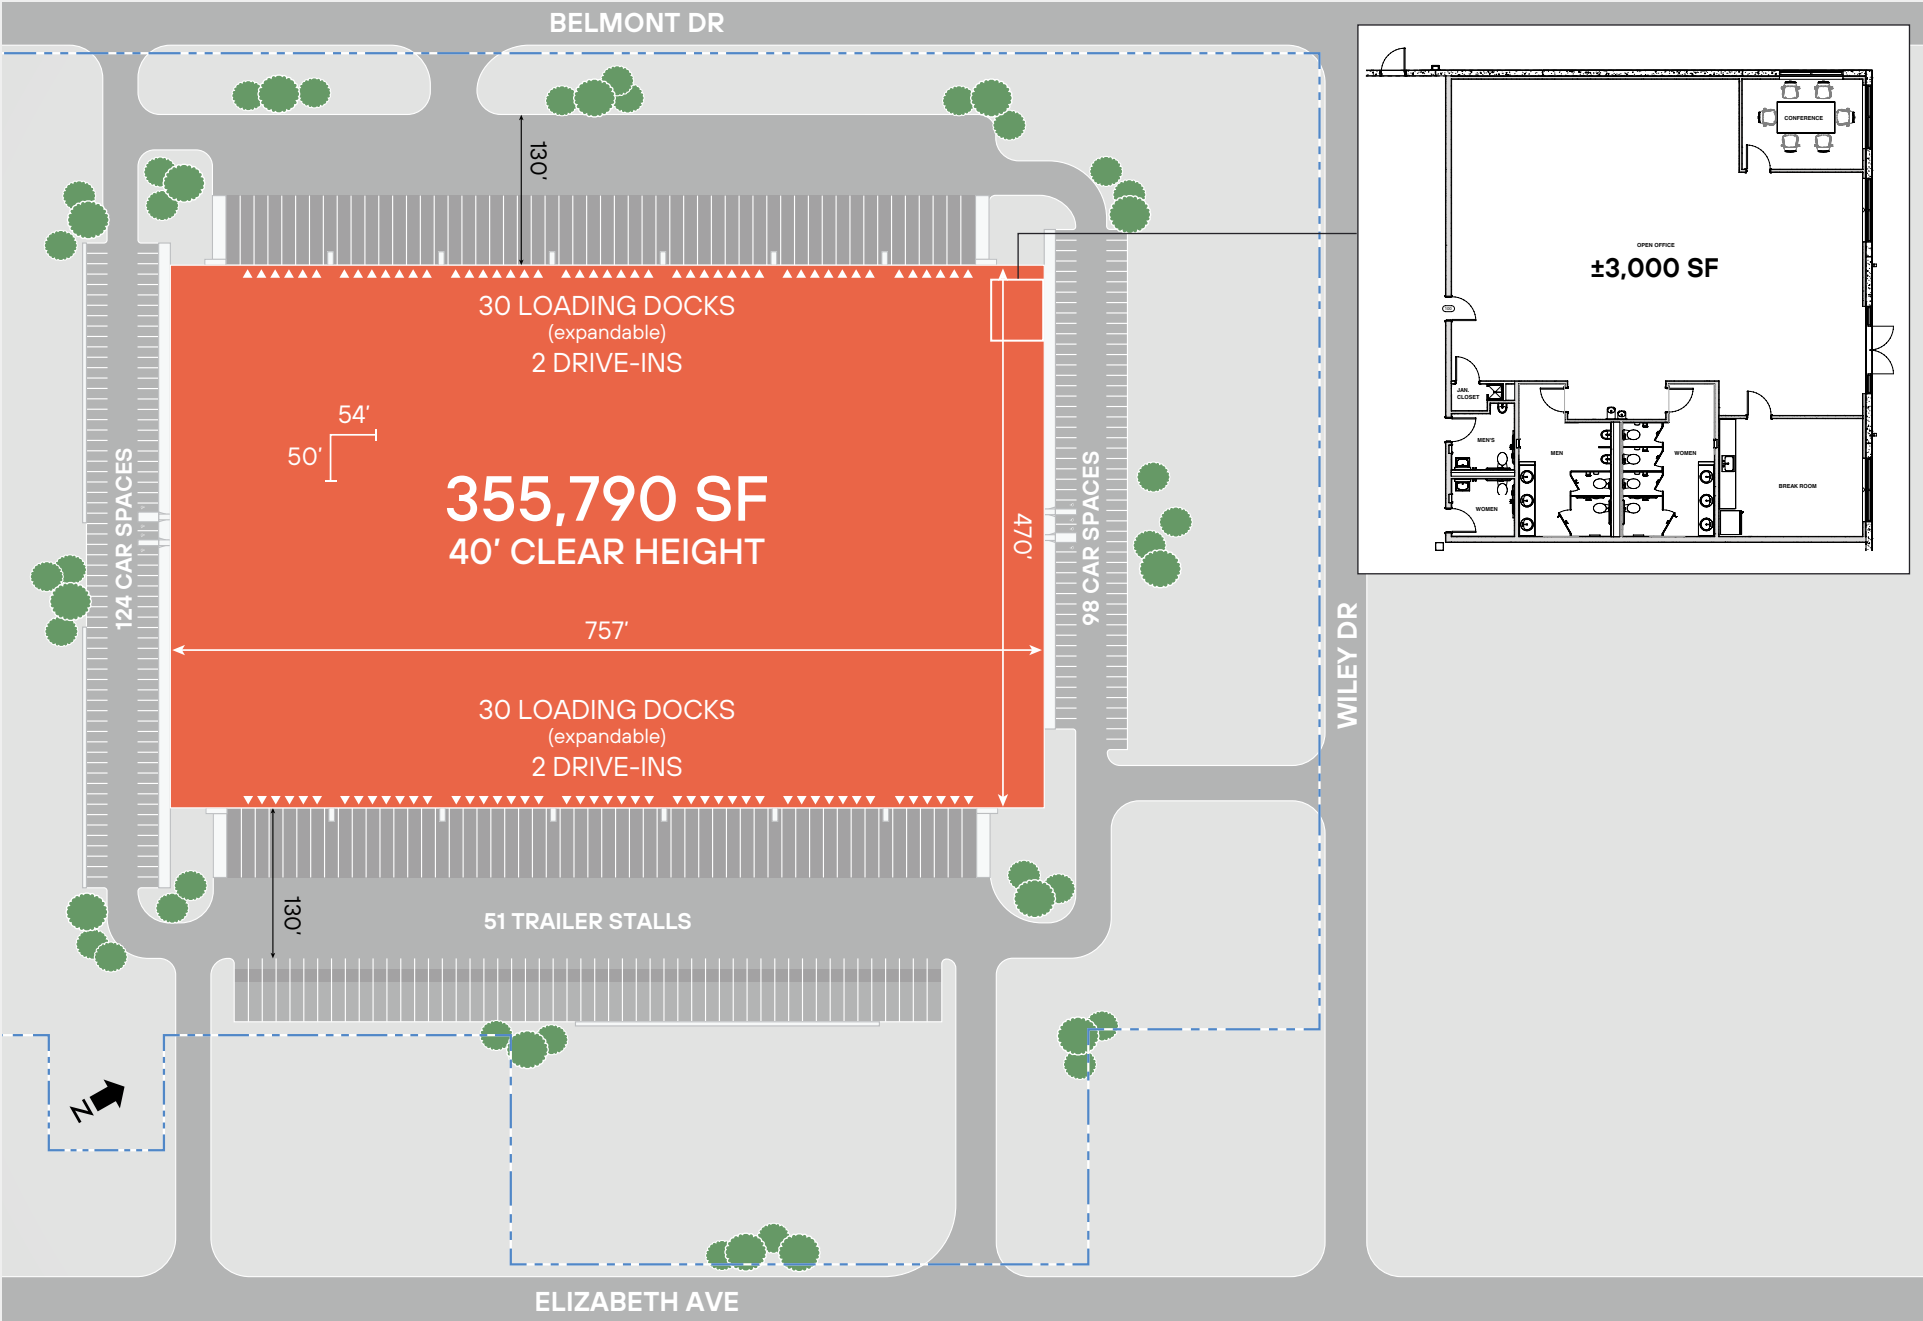 BELMONT DR
130'
30 LOADING DOCKS
(expandable)
2 DRIVE-INS
54'
50'
355,790 SF
40' CLEAR HEIGHT
470'
757'
30 LOADING DOCKS
(expandable)
2 DRIVE-INS
124 CAR SPACES
98 CAR SPACES
130'
51 TRAILER STALLS
WILEY DR
N
ELIZABETH AVE
CONFERENCE
OPEN OFFICE
±3,000 SF
JAN.
CLOSET
MEN'S
MEN
WOMEN
WOMEN
BREAK ROOM